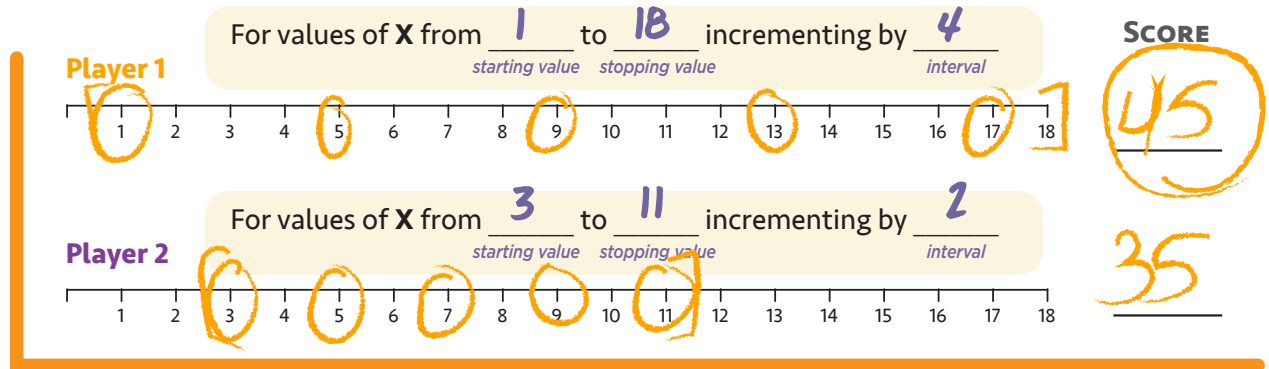 For values of X from 1 to 18 incrementing by 4
SCORE
Player 1
starting value stopping value interval
1 2 3 4 5 6 7 8 9 10 11 12 13 14 15 16 17 18
45
For values of X from 3 to 11 incrementing by 2
Player 2
starting value stopping value interval
1 2 3 4 5 6 7 8 9 10 11 12 13 14 15 16 17 18
35